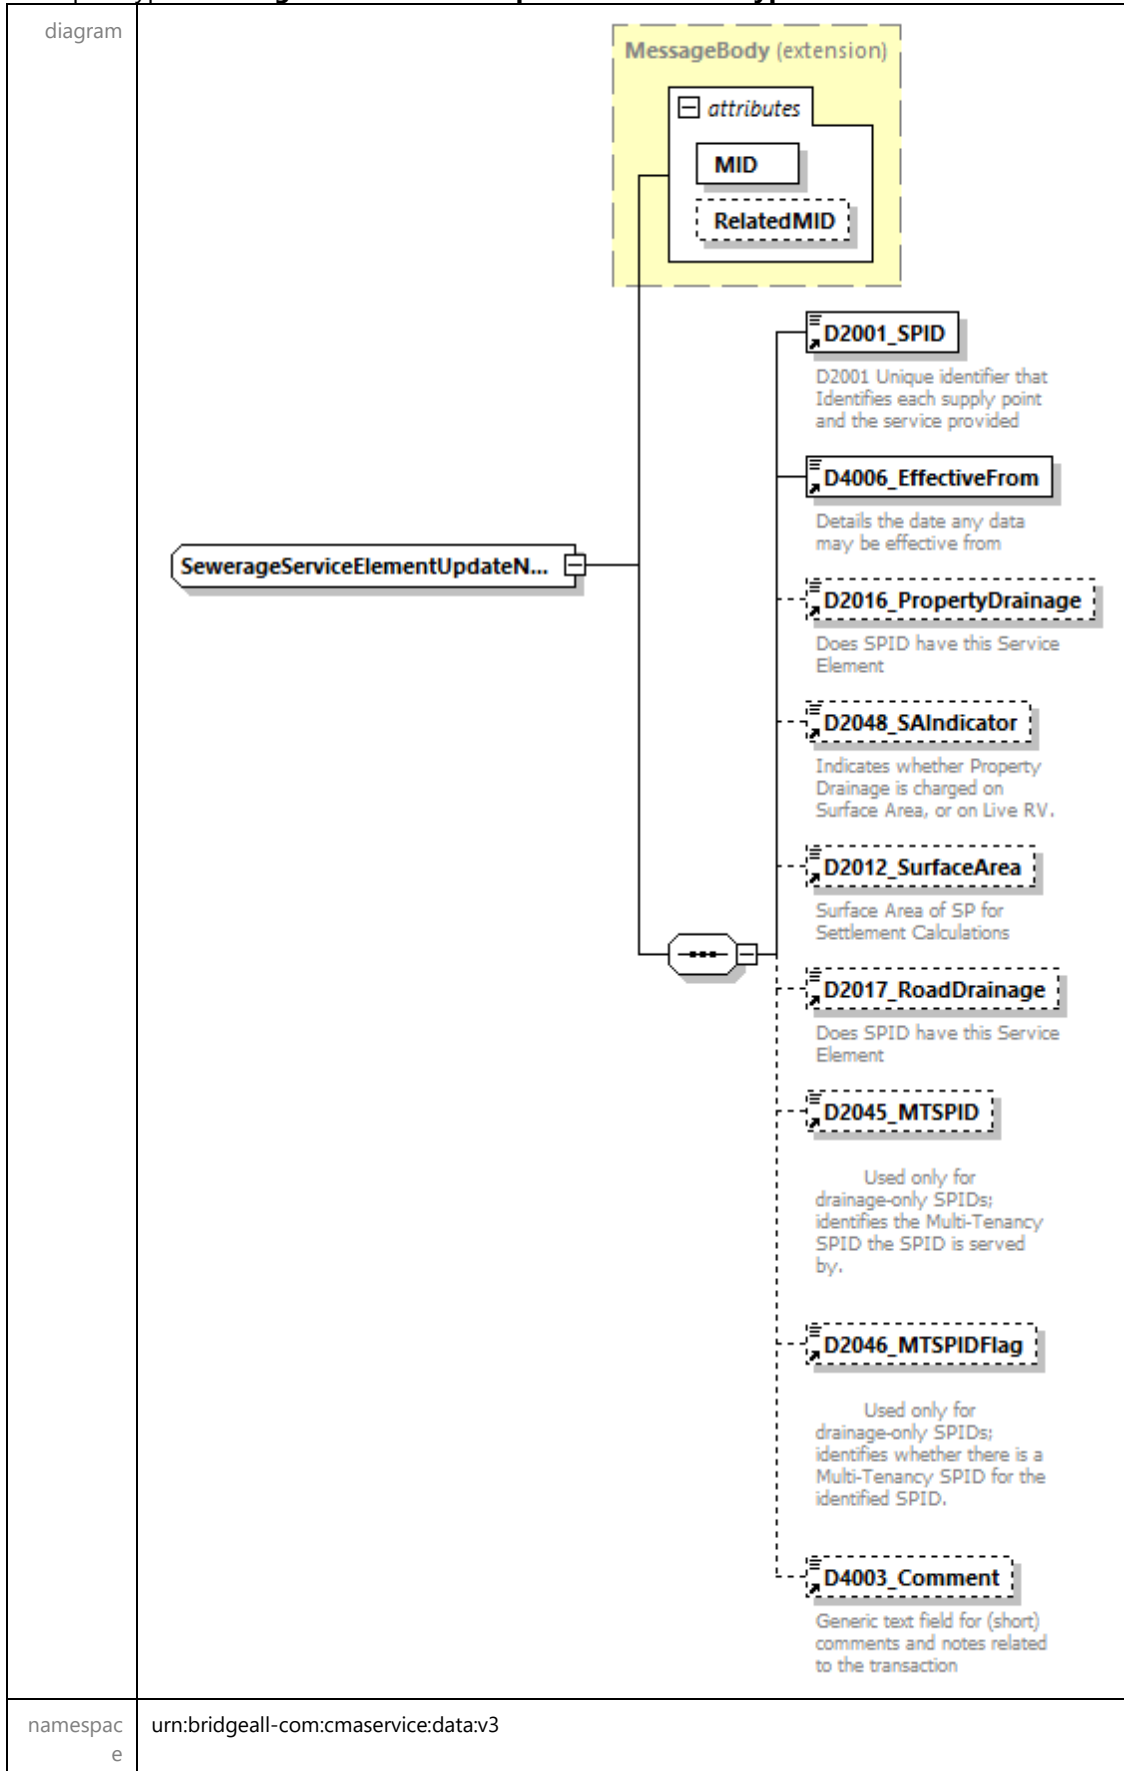 diagram
MessageBody (extension)
attributes
MID
RelatedMID
D2001_SPID
D2001 Unique identifier that
Identifies each supply point
and the service provided
D4006_EffectiveFrom
Details the date any data
may be effective from
SewerageServiceElementUpdateN...
D2016_PropertyDrainage
Does SPID have this Service
Element
D2048_SAIndicator
Indicates whether Property
Drainage is charged on
Surface Area, or on Live RV.
D2012_SurfaceArea
Surface Area of SP for
Settlement Calculations
D2017_RoadDrainage
Does SPID have this Service
Element
D2045_MTSPID
Used only for
drainage-only SPIDs;
identifies the Multi-Tenancy
SPID the SPID is served
by.
D2046_MTSPIDFlag
Used only for
drainage-only SPIDs;
identifies whether there is a
Multi-Tenancy SPID for the
identified SPID.
D4003_Comment
Generic text field for (short)
comments and notes related
to the transaction
namespac
e
urn:bridgeall-com:cmaservice:data:v3